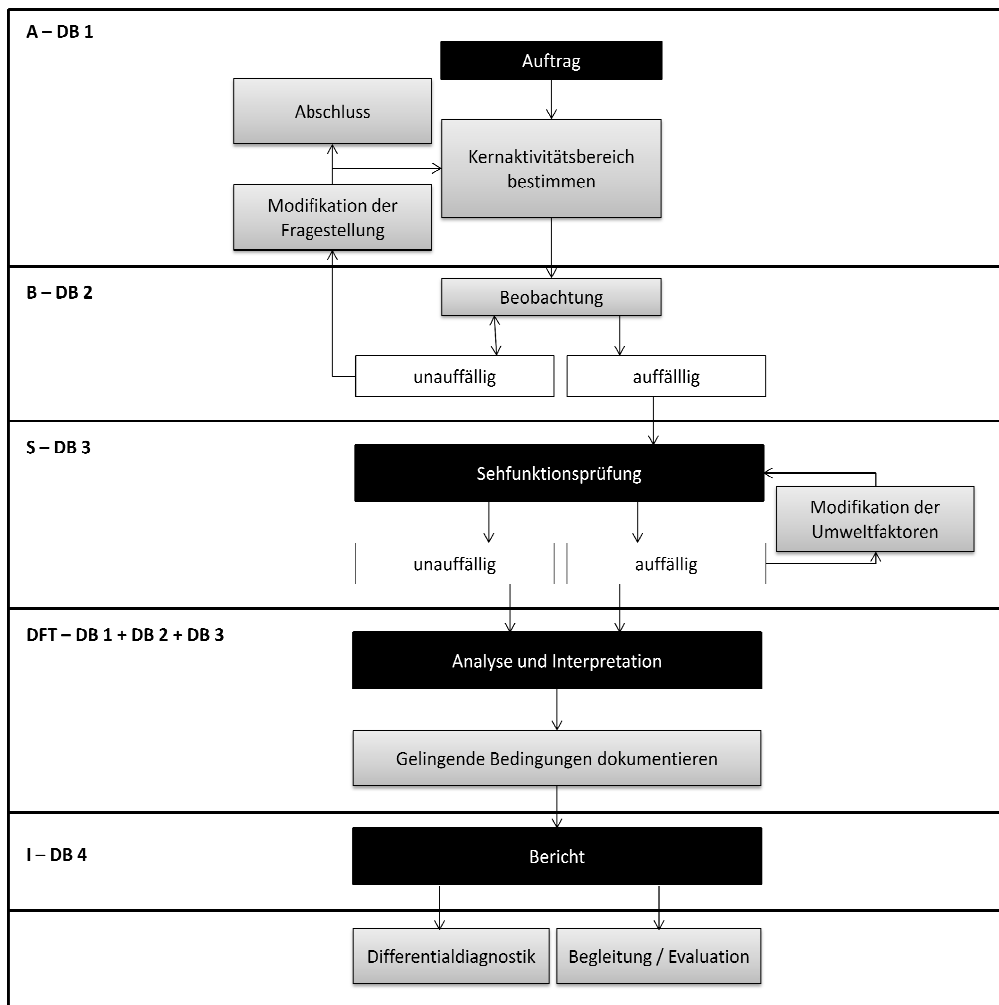 A – DB 1
Auftrag
Abschluss
Kernaktivitätsbereich
bestimmen
Modifikation der
Fragestellung
B – DB 2
Beobachtung
unauffällig
auffälllig
S – DB 3
Sehfunktionsprüfung
Modifikation der
Umweltfaktoren
unauffällig
auffällig
DFT – DB 1 + DB 2 + DB 3
Analyse und Interpretation
Gelingende Bedingungen dokumentieren
I – DB 4
Bericht
Differentialdiagnostik
Begleitung / Evaluation